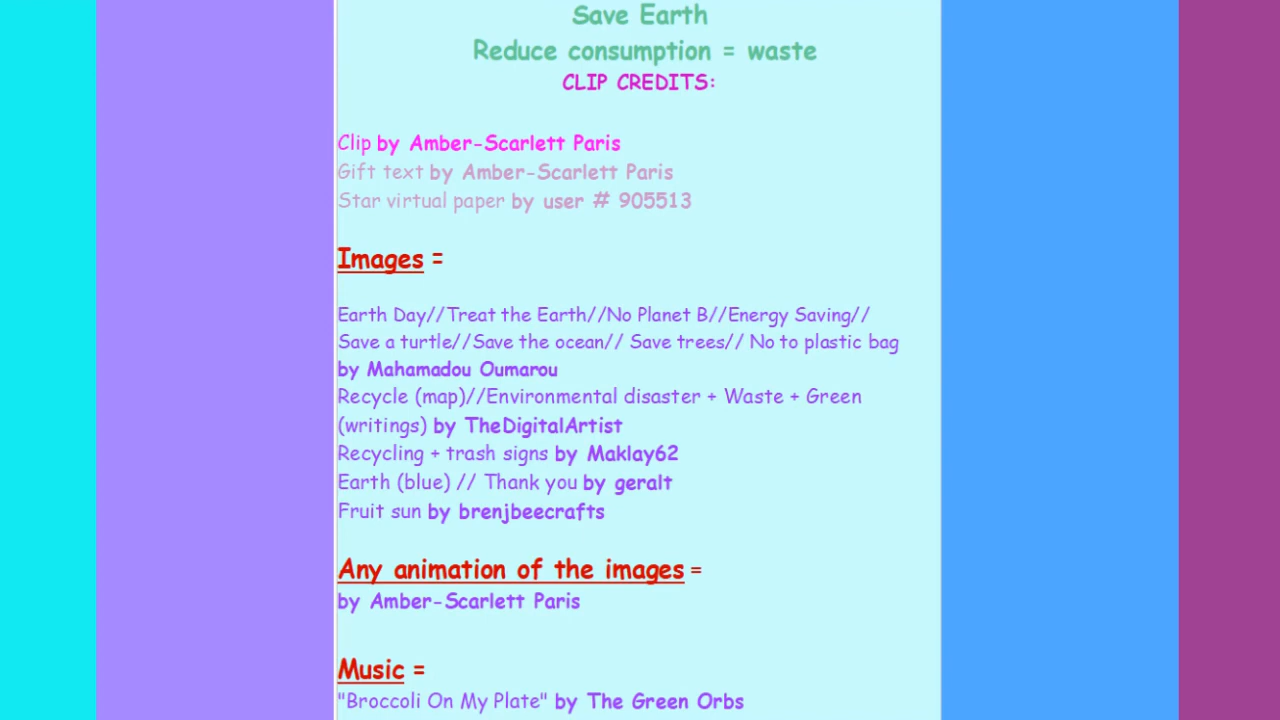 Save Earth
Reduce consumption = waste
CLIP CREDITS:
Clip by Amber-Scarlett Paris
Gift text by Amber-Scarlett Paris
Star virtual paper by user # 905513
Images =
Earth Day//Treat the Earth//No Planet B//Energy Saving//
Save a turtle//Save the ocean// Save trees// No to plastic bag
by Mahamadou Oumarou
Recycle (map)//Environmental disaster + Waste + Green
(writings) by TheDigitalArtist
Recycling + trash signs by Maklay62
Earth (blue) // Thank you by geralt
Fruit sun by brenjbeecrafts
Any animation of the images =
by Amber-Scarlett Paris
Music =
"Broccoli On My Plate" by The Green Orbs